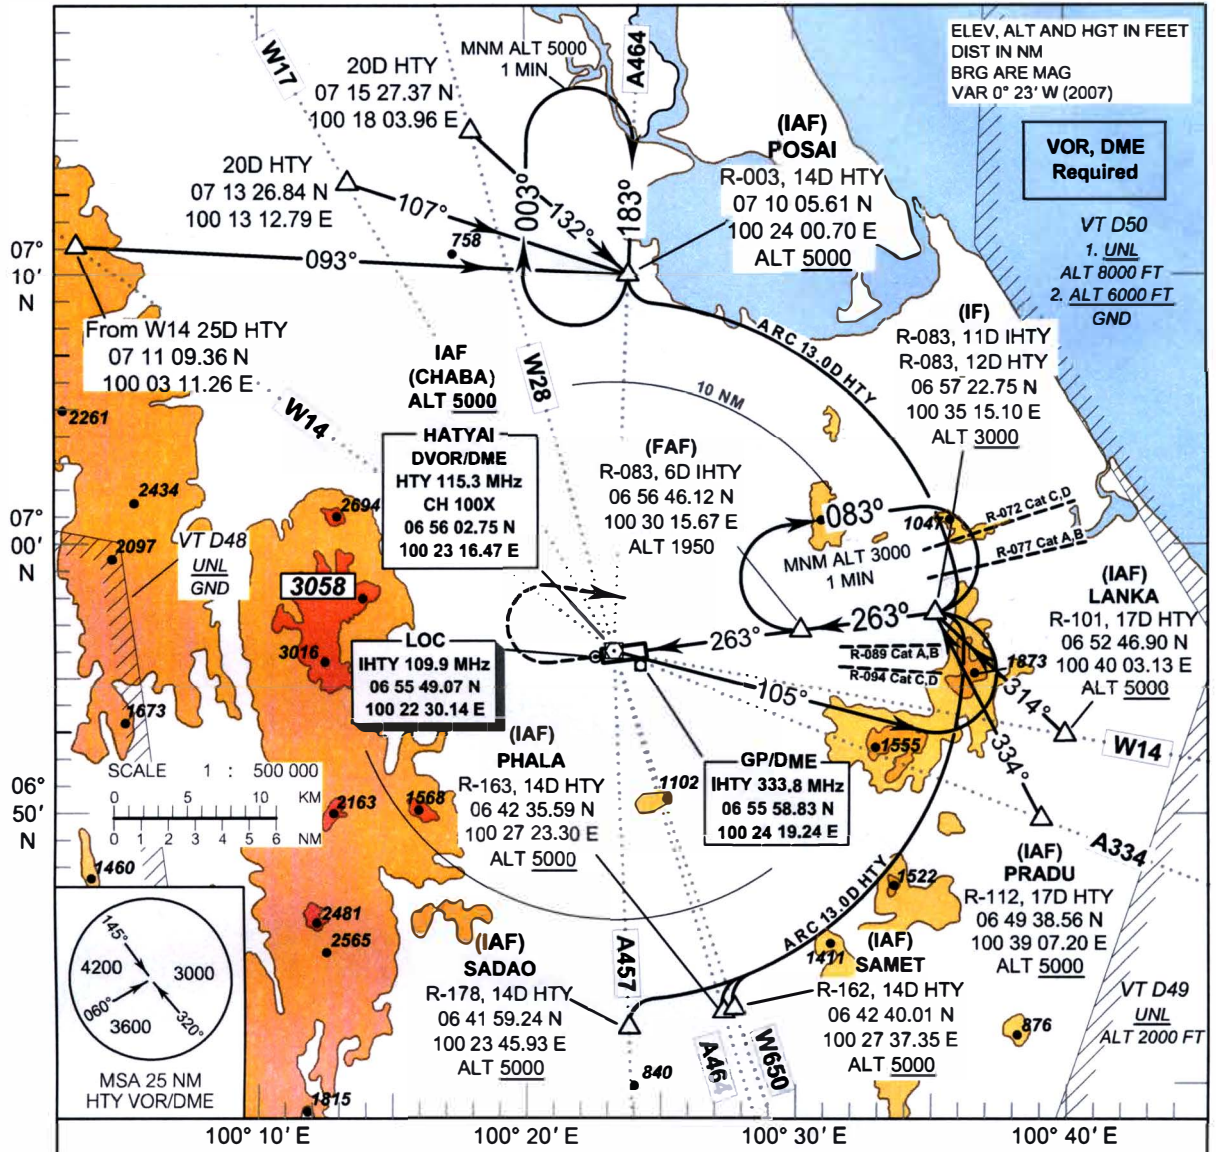 ELEV, ALT AND HGT IN FEET
DIST IN NM
BRG ARE MAG
VAR 0° 23' W (2007)
VOR, DME
Required
VT D50
1. UNL
ALT 8000 FT
2. ALT 6000 FT
GND
W17
20D HTY
07 15 27.37 N
100 18 03.96 E
MNM ALT 5000
1 MIN
A464
20D HTY
07 13 26.84 N
100 13 12.79 E
107°
132°
003°
183°
(IAF)
POSAI
R-003, 14D HTY
07 10 05.61 N
100 24 00.70 E
ALT 5000
758
093°
07°
10'
N
From W14 25D HTY
07 11 09.36 N
100 03 11.26 E
W14
W28
ARC 13.0D HTY
10 NM
(IF)
R-083, 11D IHTY
R-083, 12D HTY
06 57 22.75 N
100 35 15.10 E
ALT 3000
IAF
(CHABA)
ALT 5000
HATYAI
DVOR/DME
HTY 115.3 MHz
CH 100X
06 56 02.75 N
100 23 16.47 E
(FAF)
R-083, 6D IHTY
06 56 46.12 N
100 30 15.67 E
ALT 1950
2261
2434
2694
2097
07°
00'
N
VT D48
UNL
GND
3058
3016
1673
083°
1047
R-072 Cat C,D
R-077 Cat A,B
MNM ALT 3000
1 MIN
263°
263°
R-089 Cat A,B
R-094 Cat C,D
(IAF)
LANKA
R-101, 17D HTY
06 52 46.90 N
100 40 03.13 E
ALT 5000
1873
314°
334°
105°
1555
W14
A334
LOC
IHTY 109.9 MHz
06 55 49.07 N
100 22 30.14 E
GP/DME
IHTY 333.8 MHz
06 55 58.83 N
100 24 19.24 E
(IAF)
PHALA
R-163, 14D HTY
06 42 35.59 N
100 27 23.30 E
ALT 5000
1102
SCALE 1 : 500 000
0 5 10 KM
0 1 2 3 4 5 6 NM
06°
50'
N
2163
1568
1460
2481
2565
1815
1522
1411
ARC 13.0D HTY
(IAF)
PRADU
R-112, 17D HTY
06 49 38.56 N
100 39 07.20 E
ALT 5000
(IAF)
SADAO
R-178, 14D HTY
06 41 59.24 N
100 23 45.93 E
ALT 5000
A457
A464
W650
840
(IAF)
SAMET
R-162, 14D HTY
06 42 40.01 N
100 27 37.35 E
ALT 5000
876
VT D49
UNL
ALT 2000 FT
145°
4200
3000
060°
3600
320°
MSA 25 NM
HTY VOR/DME
100° 10' E
100° 20' E
100° 30' E
100° 40' E